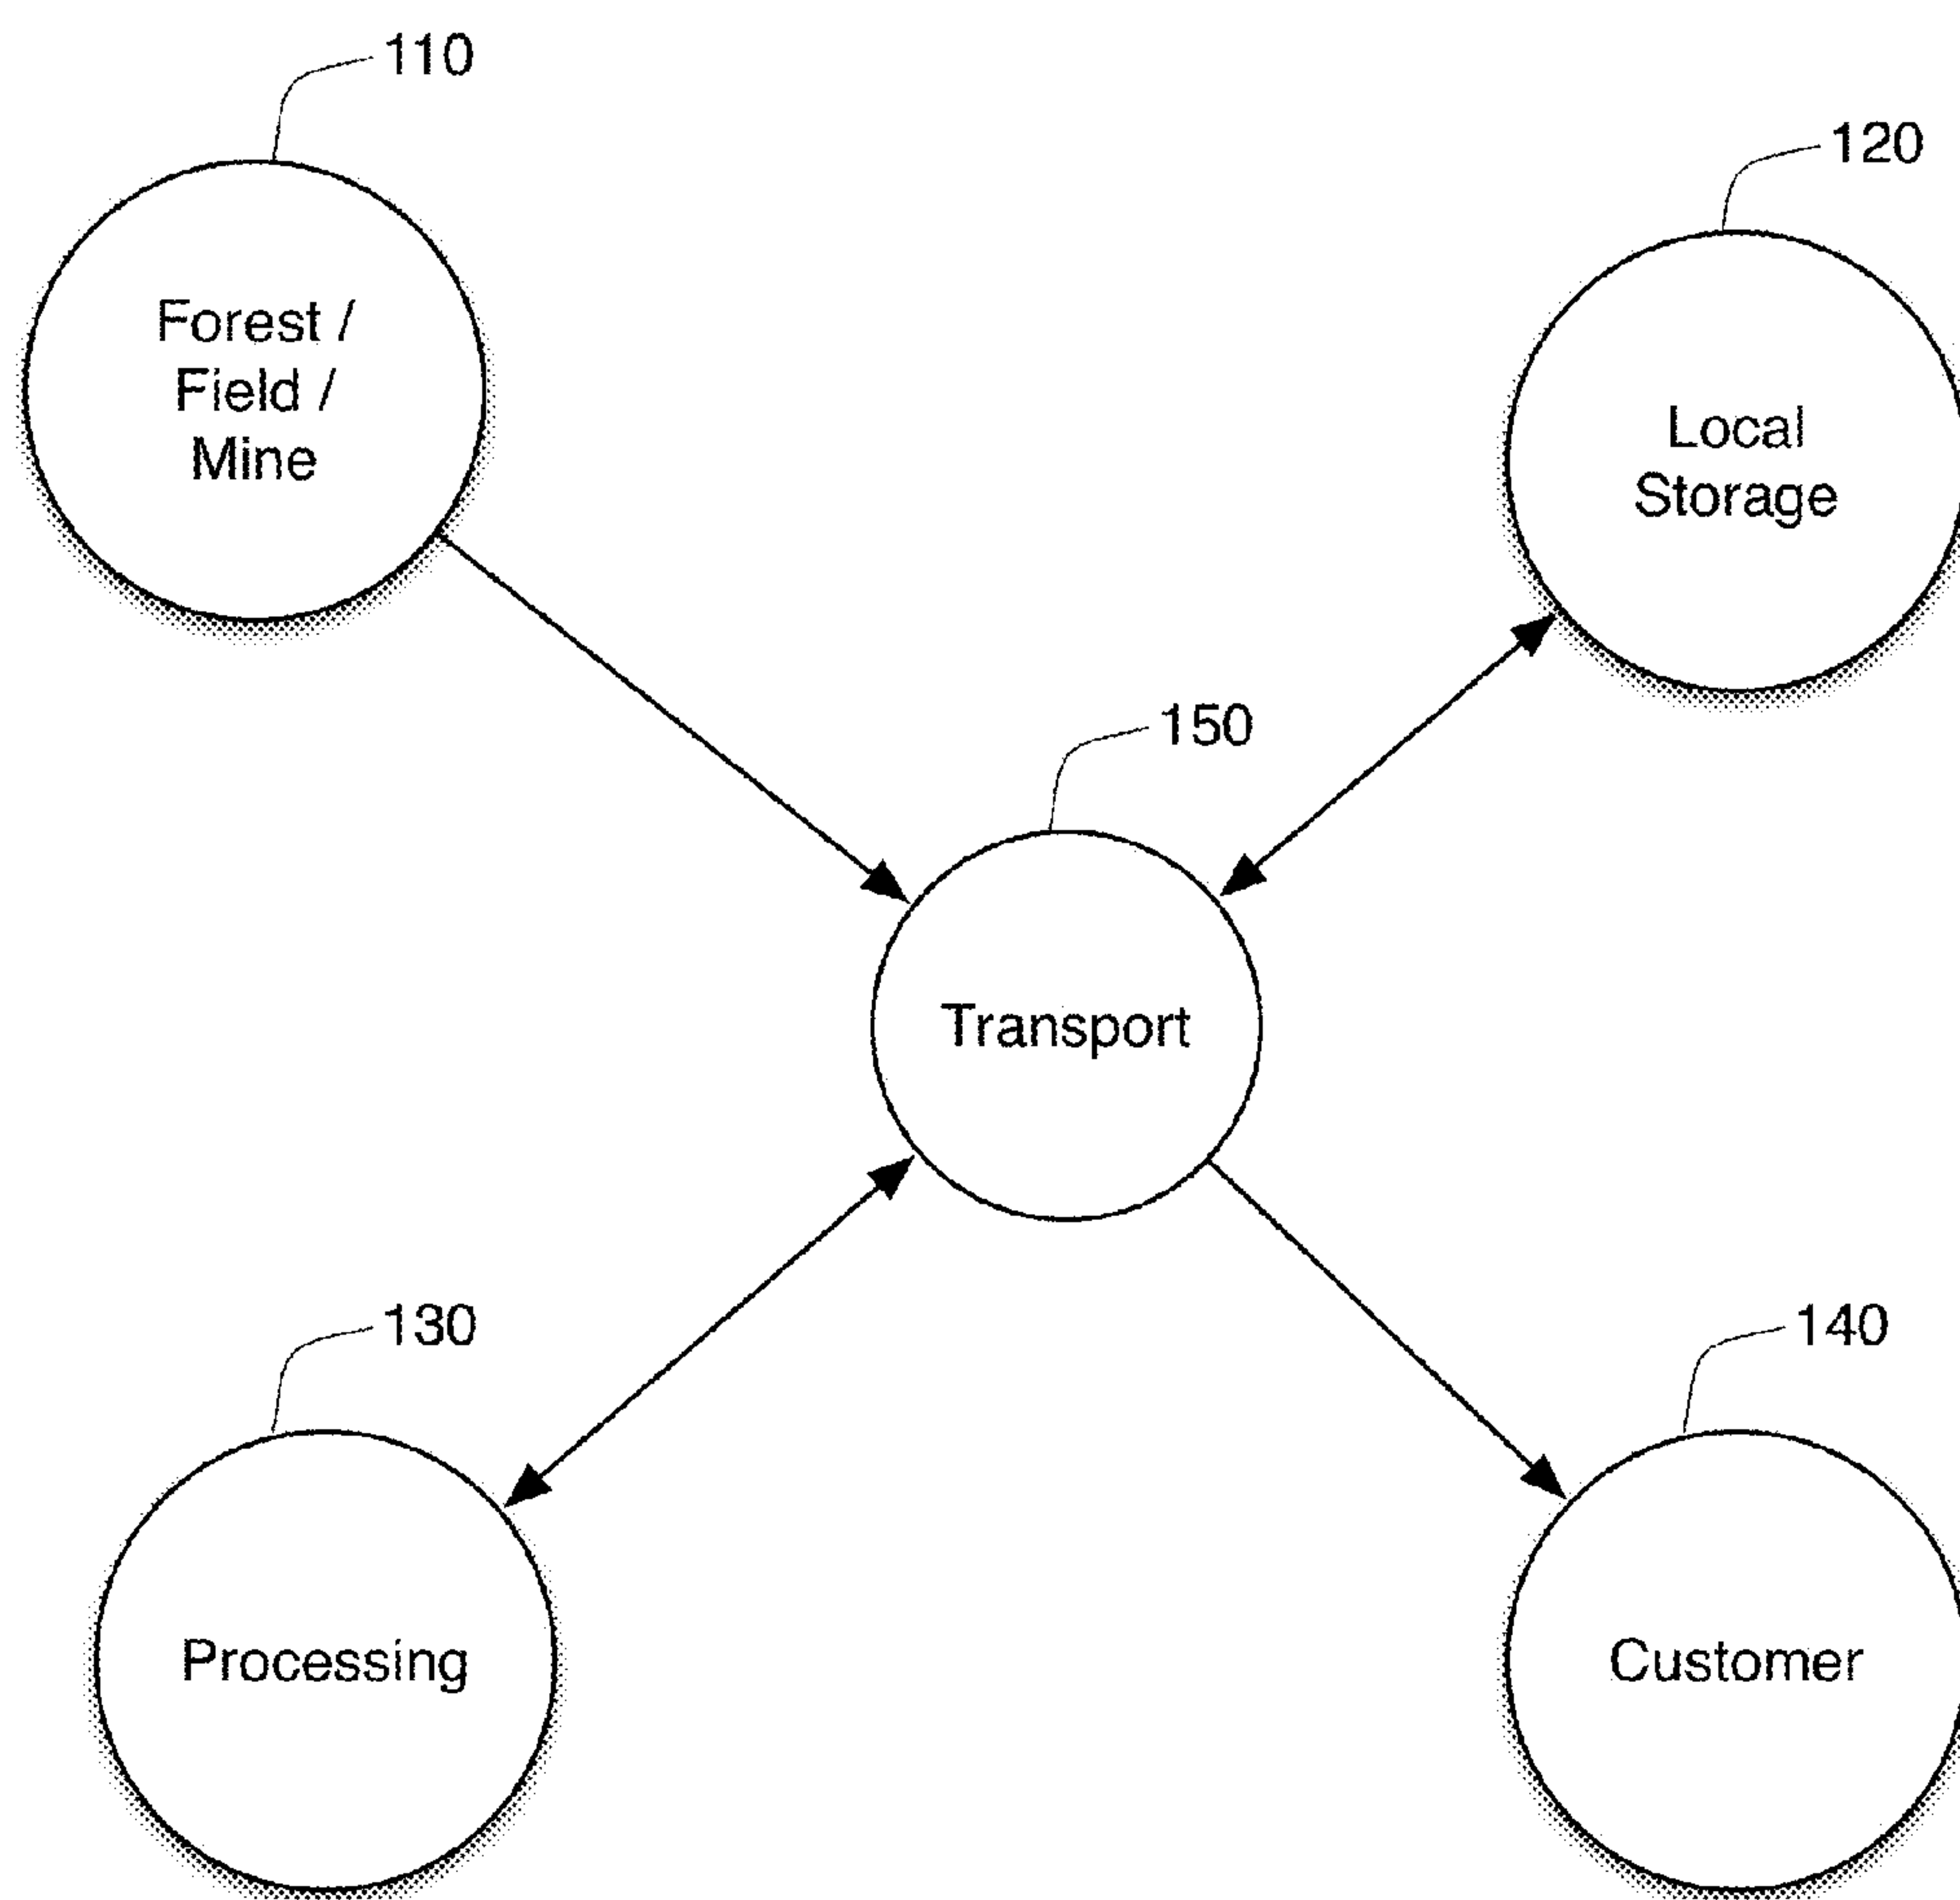 110
Forest /
Field /
Mine
120
Local
Storage
150
Transport
130
Processing
140
Customer